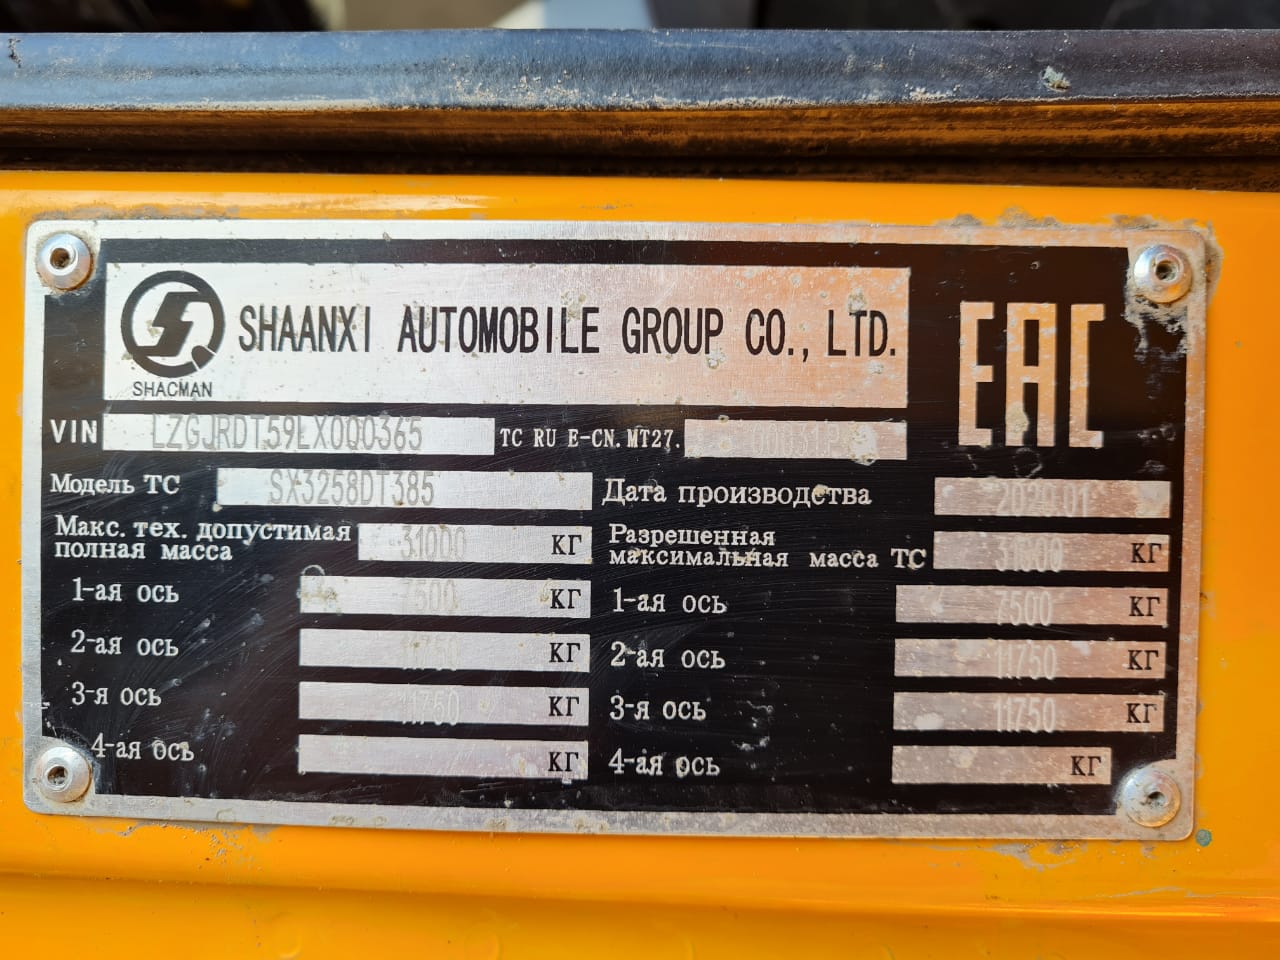 SHACMAN
SHAANXI AUTOMOBILE GROUP CO., LTD.
EAC
VIN LZGJRDT59LX0Q0365 TC RU E-CN.MT27.
Модель ТС SX3258DT385 Дата производства
Макс. тех. допустимая полная масса 31000 КГ
Разрешенная максимальная масса ТС 31000 КГ
1-ая ось 7500 КГ 1-ая ось 7500 КГ
2-ая ось 11750 КГ 2-ая ось 11750 КГ
3-я ось 11750 КГ 3-я ось 11750 КГ
4-ая ось КГ 4-ая ось КГ